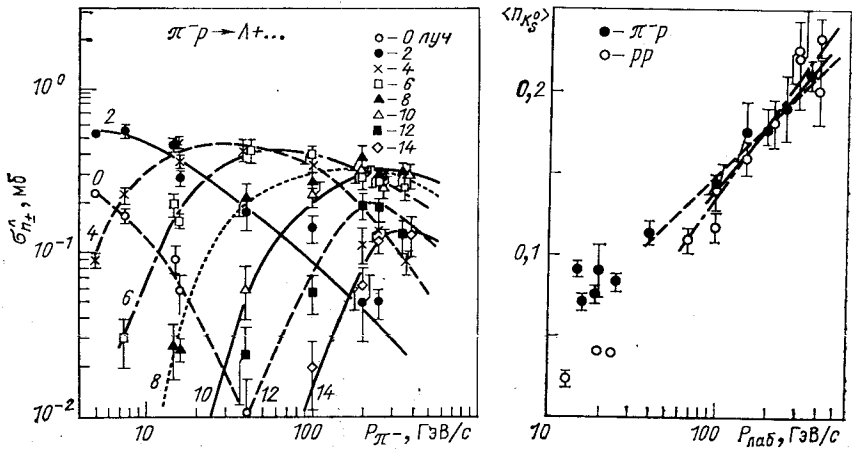 π⁻p → Λ+...
o – 0 луч
● – 2
× – 4
□ – 6
▲ – 8
△ – 10
■ – 12
◇ – 14
10⁰
10⁻¹
10⁻²
σ^Λ_{n±}, мб
2
0
4
6
8
10
12
14
10
100
P_{π⁻}, ГэВ/с
⟨n_{K_S^0}⟩
● – π⁻p
○ – pp
0,2
0,1
10
100
P_{лаб}, ГэВ/с